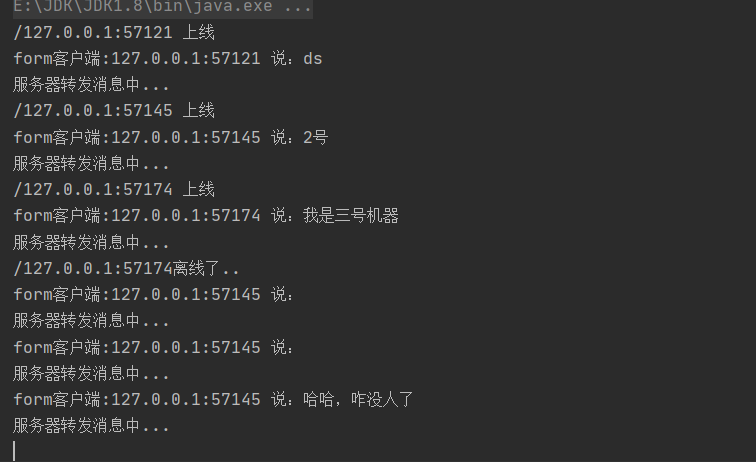 E:\JDK\JDK1.8\bin\java.exe ...
/127.0.0.1:57121 上线
form客户端:127.0.0.1:57121 说：ds
服务器转发消息中...
/127.0.0.1:57145 上线
form客户端:127.0.0.1:57145 说：2号
服务器转发消息中...
/127.0.0.1:57174 上线
form客户端:127.0.0.1:57174 说：我是三号机器
服务器转发消息中...
/127.0.0.1:57174离线了..
form客户端:127.0.0.1:57145 说：
服务器转发消息中...
form客户端:127.0.0.1:57145 说：
服务器转发消息中...
form客户端:127.0.0.1:57145 说：哈哈，咋没人了
服务器转发消息中...